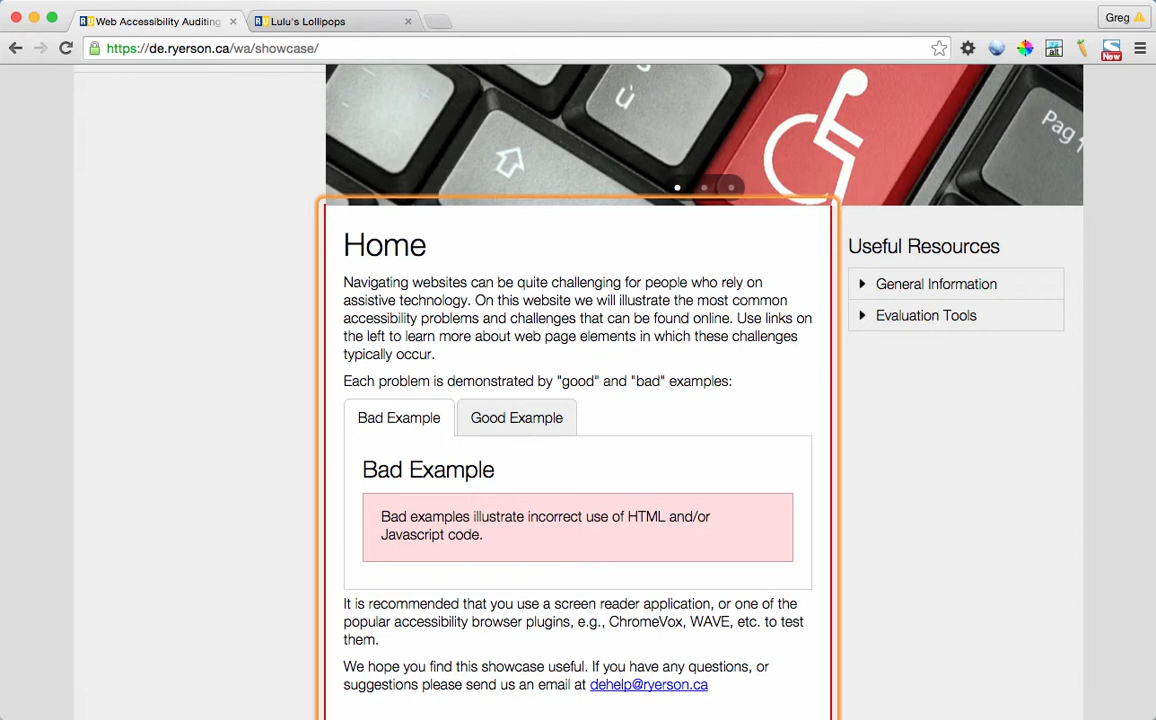 Web Accessibility Auditing
Lulu's Lollipops
Greg
https://de.ryerson.ca/wa/showcase/
alt
New
ù
Pag
Home
Navigating websites can be quite challenging for people who rely on
assistive technology. On this website we will illustrate the most common
accessibility problems and challenges that can be found online. Use links on
the left to learn more about web page elements in which these challenges
typically occur.
Each problem is demonstrated by "good" and "bad" examples:
Bad Example
Good Example
Bad Example
Bad examples illustrate incorrect use of HTML and/or
Javascript code.
It is recommended that you use a screen reader application, or one of the
popular accessibility browser plugins, e.g., ChromeVox, WAVE, etc. to test
them.
We hope you find this showcase useful. If you have any questions, or
suggestions please send us an email at dehelp@ryerson.ca
Useful Resources
General Information
Evaluation Tools